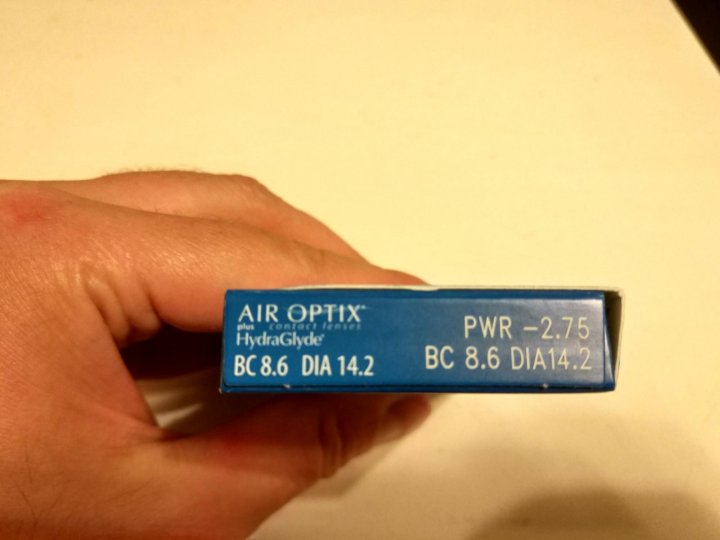 AIR OPTIX™
plus contact lenses
HydraGlyde®
BC 8.6 DIA 14.2
PWR -2.75
BC 8.6 DIA14.2